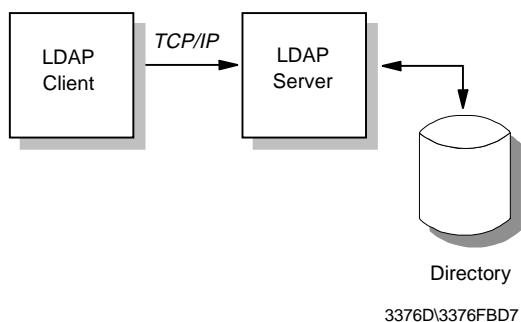 LDAP
Client
TCP/IP
LDAP
Server
Directory
3376D\3376FBD7